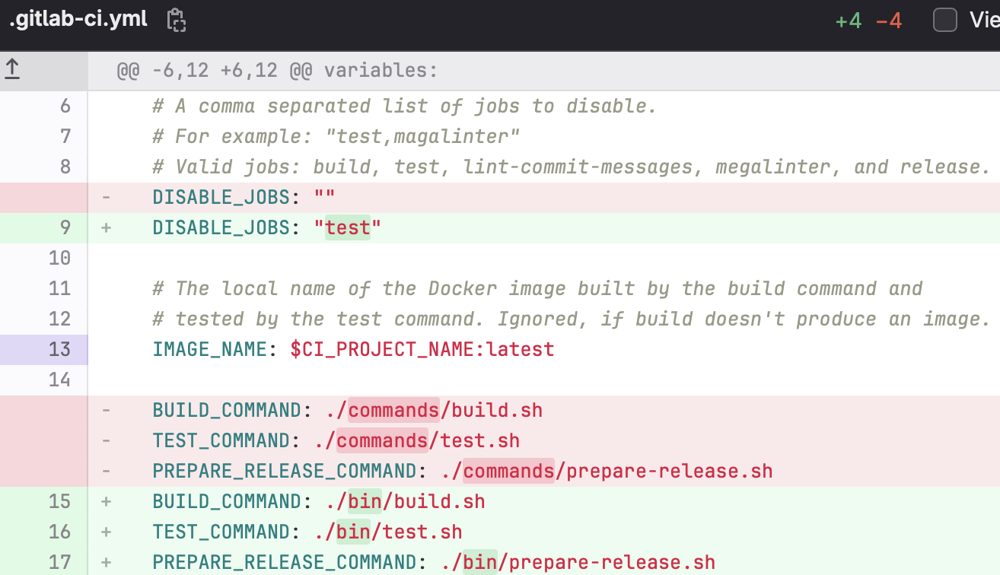 .gitlab-ci.yml +4 −4
@@ -6,12 +6,12 @@ variables:
6 # A comma separated list of jobs to disable.
7 # For example: "test,magalinter"
8 # Valid jobs: build, test, lint-commit-messages, megalinter, and release.
- DISABLE_JOBS: ""
9 + DISABLE_JOBS: "test"
10
11 # The local name of the Docker image built by the build command and
12 # tested by the test command. Ignored, if build doesn't produce an image.
13 IMAGE_NAME: $CI_PROJECT_NAME:latest
14
- BUILD_COMMAND: ./commands/build.sh
- TEST_COMMAND: ./commands/test.sh
- PREPARE_RELEASE_COMMAND: ./commands/prepare-release.sh
15 + BUILD_COMMAND: ./bin/build.sh
16 + TEST_COMMAND: ./bin/test.sh
17 + PREPARE_RELEASE_COMMAND: ./bin/prepare-release.sh